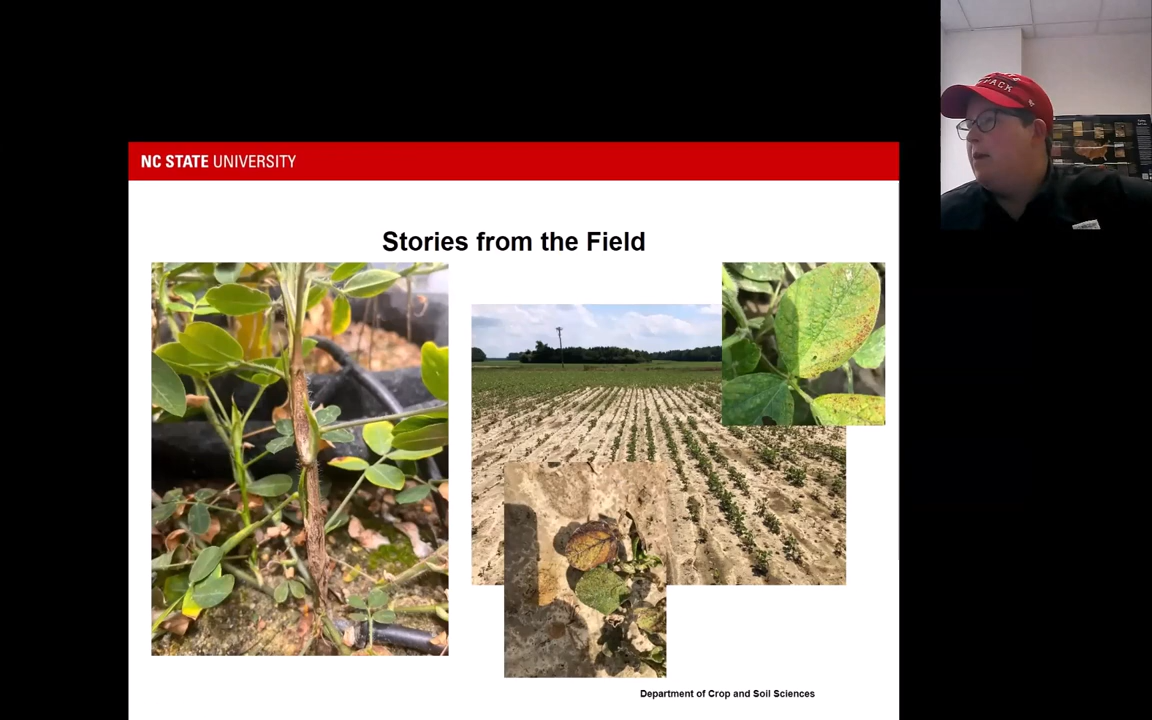 NC STATE UNIVERSITY
Stories from the Field
Department of Crop and Soil Sciences